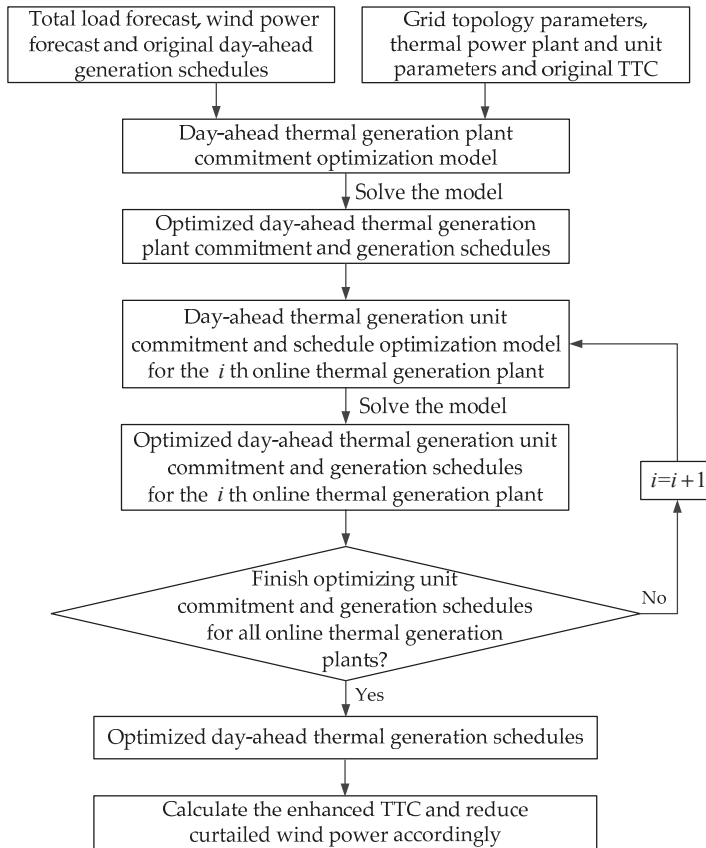 Total load forecast, wind power
forecast and original day-ahead
generation schedules
Grid topology parameters,
thermal power plant and unit
parameters and original TTC
Day-ahead thermal generation plant
commitment optimization model
Solve the model
Optimized day-ahead thermal generation
plant commitment and generation schedules
Day-ahead thermal generation unit
commitment and schedule optimization model
for the i th online thermal generation plant
Solve the model
Optimized day-ahead thermal generation unit
commitment and generation schedules
for the i th online thermal generation plant
i=i+1
Finish optimizing unit
commitment and generation schedules
for all online thermal generation
plants?
No
Yes
Optimized day-ahead thermal generation schedules
Calculate the enhanced TTC and reduce
curtailed wind power accordingly